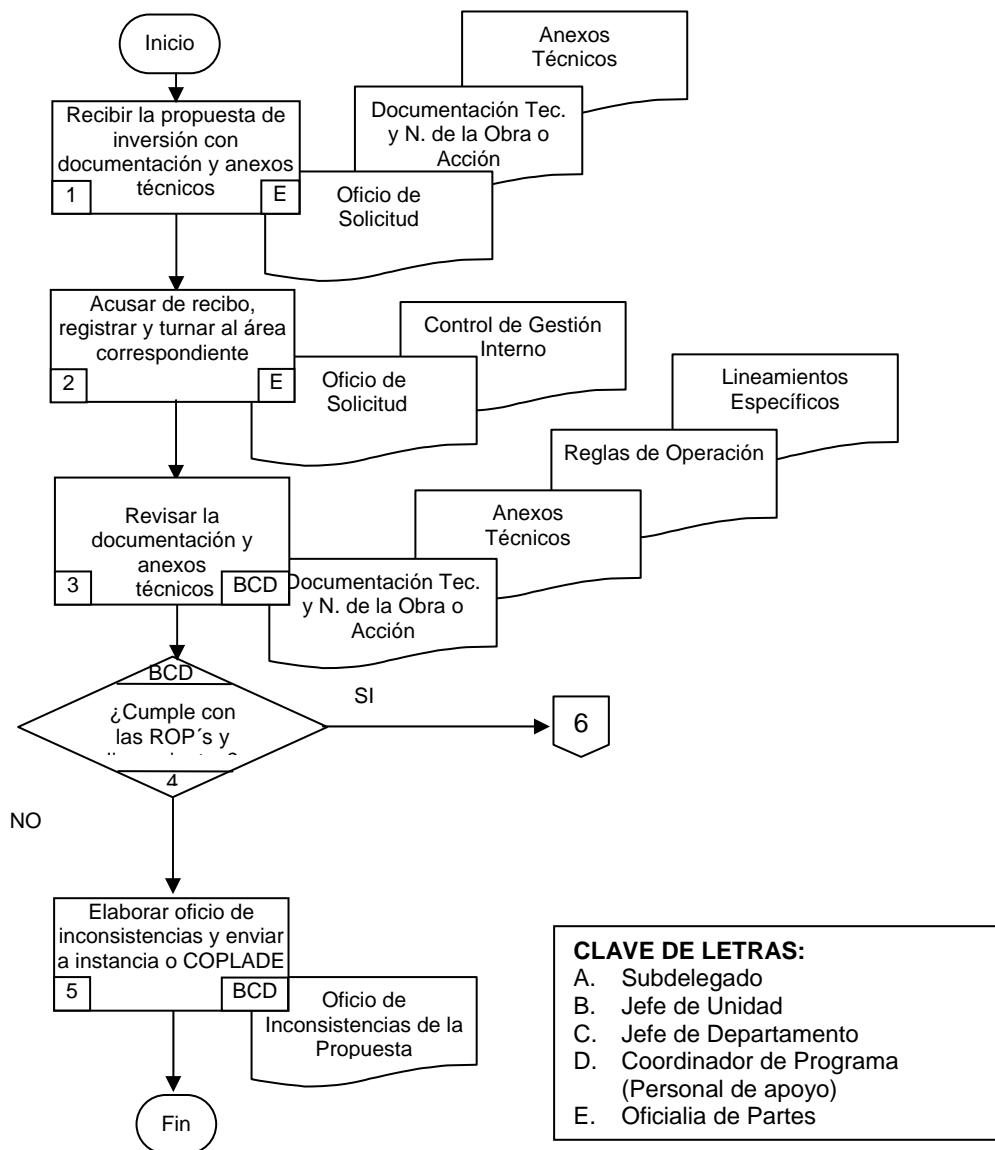 Inicio
Anexos
Técnicos
Recibir la propuesta de
inversión con
documentación y anexos
técnicos
1
E
Documentación Tec.
y N. de la Obra o
Acción
Oficio de
Solicitud
Acusar de recibo,
registrar y turnar al área
correspondiente
2
E
Control de Gestión
Interno
Oficio de
Solicitud
Lineamientos
Específicos
Reglas de Operación
Anexos
Técnicos
Revisar la
documentación y
anexos
técnicos
3
BCD
Documentación Tec.
y N. de la Obra o
Acción
BCD
¿Cumple con
las ROP´s y
4
SI
6
NO
Elaborar oficio de
inconsistencias y enviar
a instancia o COPLADE
5
BCD
Oficio de
Inconsistencias de la
Propuesta
Fin
CLAVE DE LETRAS:
A. Subdelegado
B. Jefe de Unidad
C. Jefe de Departamento
D. Coordinador de Programa
(Personal de apoyo)
E. Oficialia de Partes